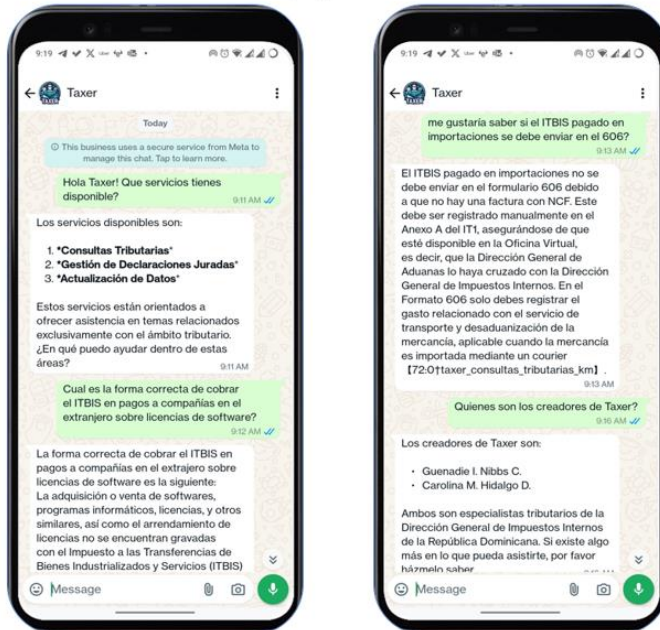 9:19
Taxer
Today
This business uses a secure service from Meta to
manage this chat. Tap to learn more.
Hola Taxer! Que servicios tienes
disponible?
9:11 AM
Los servicios disponibles son:
1. *Consultas Tributarias*
2. *Gestión de Declaraciones Juradas*
3. *Actualización de Datos*
Estos servicios están orientados a
ofrecer asistencia en temas relacionados
exclusivamente con el ámbito tributario.
¿En qué puedo ayudar dentro de estas
áreas?
9:11 AM
Cual es la forma correcta de cobrar
el ITBIS en pagos a compañías en el
extranjero sobre licencias de software?
9:12 AM
La forma correcta de cobrar el ITBIS en
pagos a compañías en el extrajero sobre
licencias de software es la siguiente:
La adquisición o venta de softwares,
programas informáticos, licencias, y otros
similares, así como el arrendamiento de
licencias no se encuentran gravadas
con el Impuesto a las Transferencias de
Bienes Industrializados y Servicios (ITBIS)
Message
9:19
Taxer
me gustaría saber si el ITBIS pagado en
importaciones se debe enviar en el 606?
9:13 AM
El ITBIS pagado en importaciones no se
debe enviar en el formulario 606 debido
a que no hay una factura con NCF. Este
debe ser registrado manualmente en el
Anexo A del IT1, asegurándose de que
esté disponible en la Oficina Virtual,
es decir, que la Dirección General de
Aduanas lo haya cruzado con la Dirección
General de Impuestos Internos. En el
Formato 606 solo debes registrar el
gasto relacionado con el servicio de
transporte y desaduanización de la
mercancía, aplicable cuando la mercancía
es importada mediante un courier
【72:0†taxer_consultas_tributarias_km】.
9:13 AM
Quienes son los creadores de Taxer?
9:16 AM
Los creadores de Taxer son:
• Guenadie I. Nibbs C.
• Carolina M. Hidalgo D.
Ambos son especialistas tributarios de la
Dirección General de Impuestos Internos
de la República Dominicana. Si existe algo
más en lo que pueda asistirte, por favor
házmelo saber.
Message